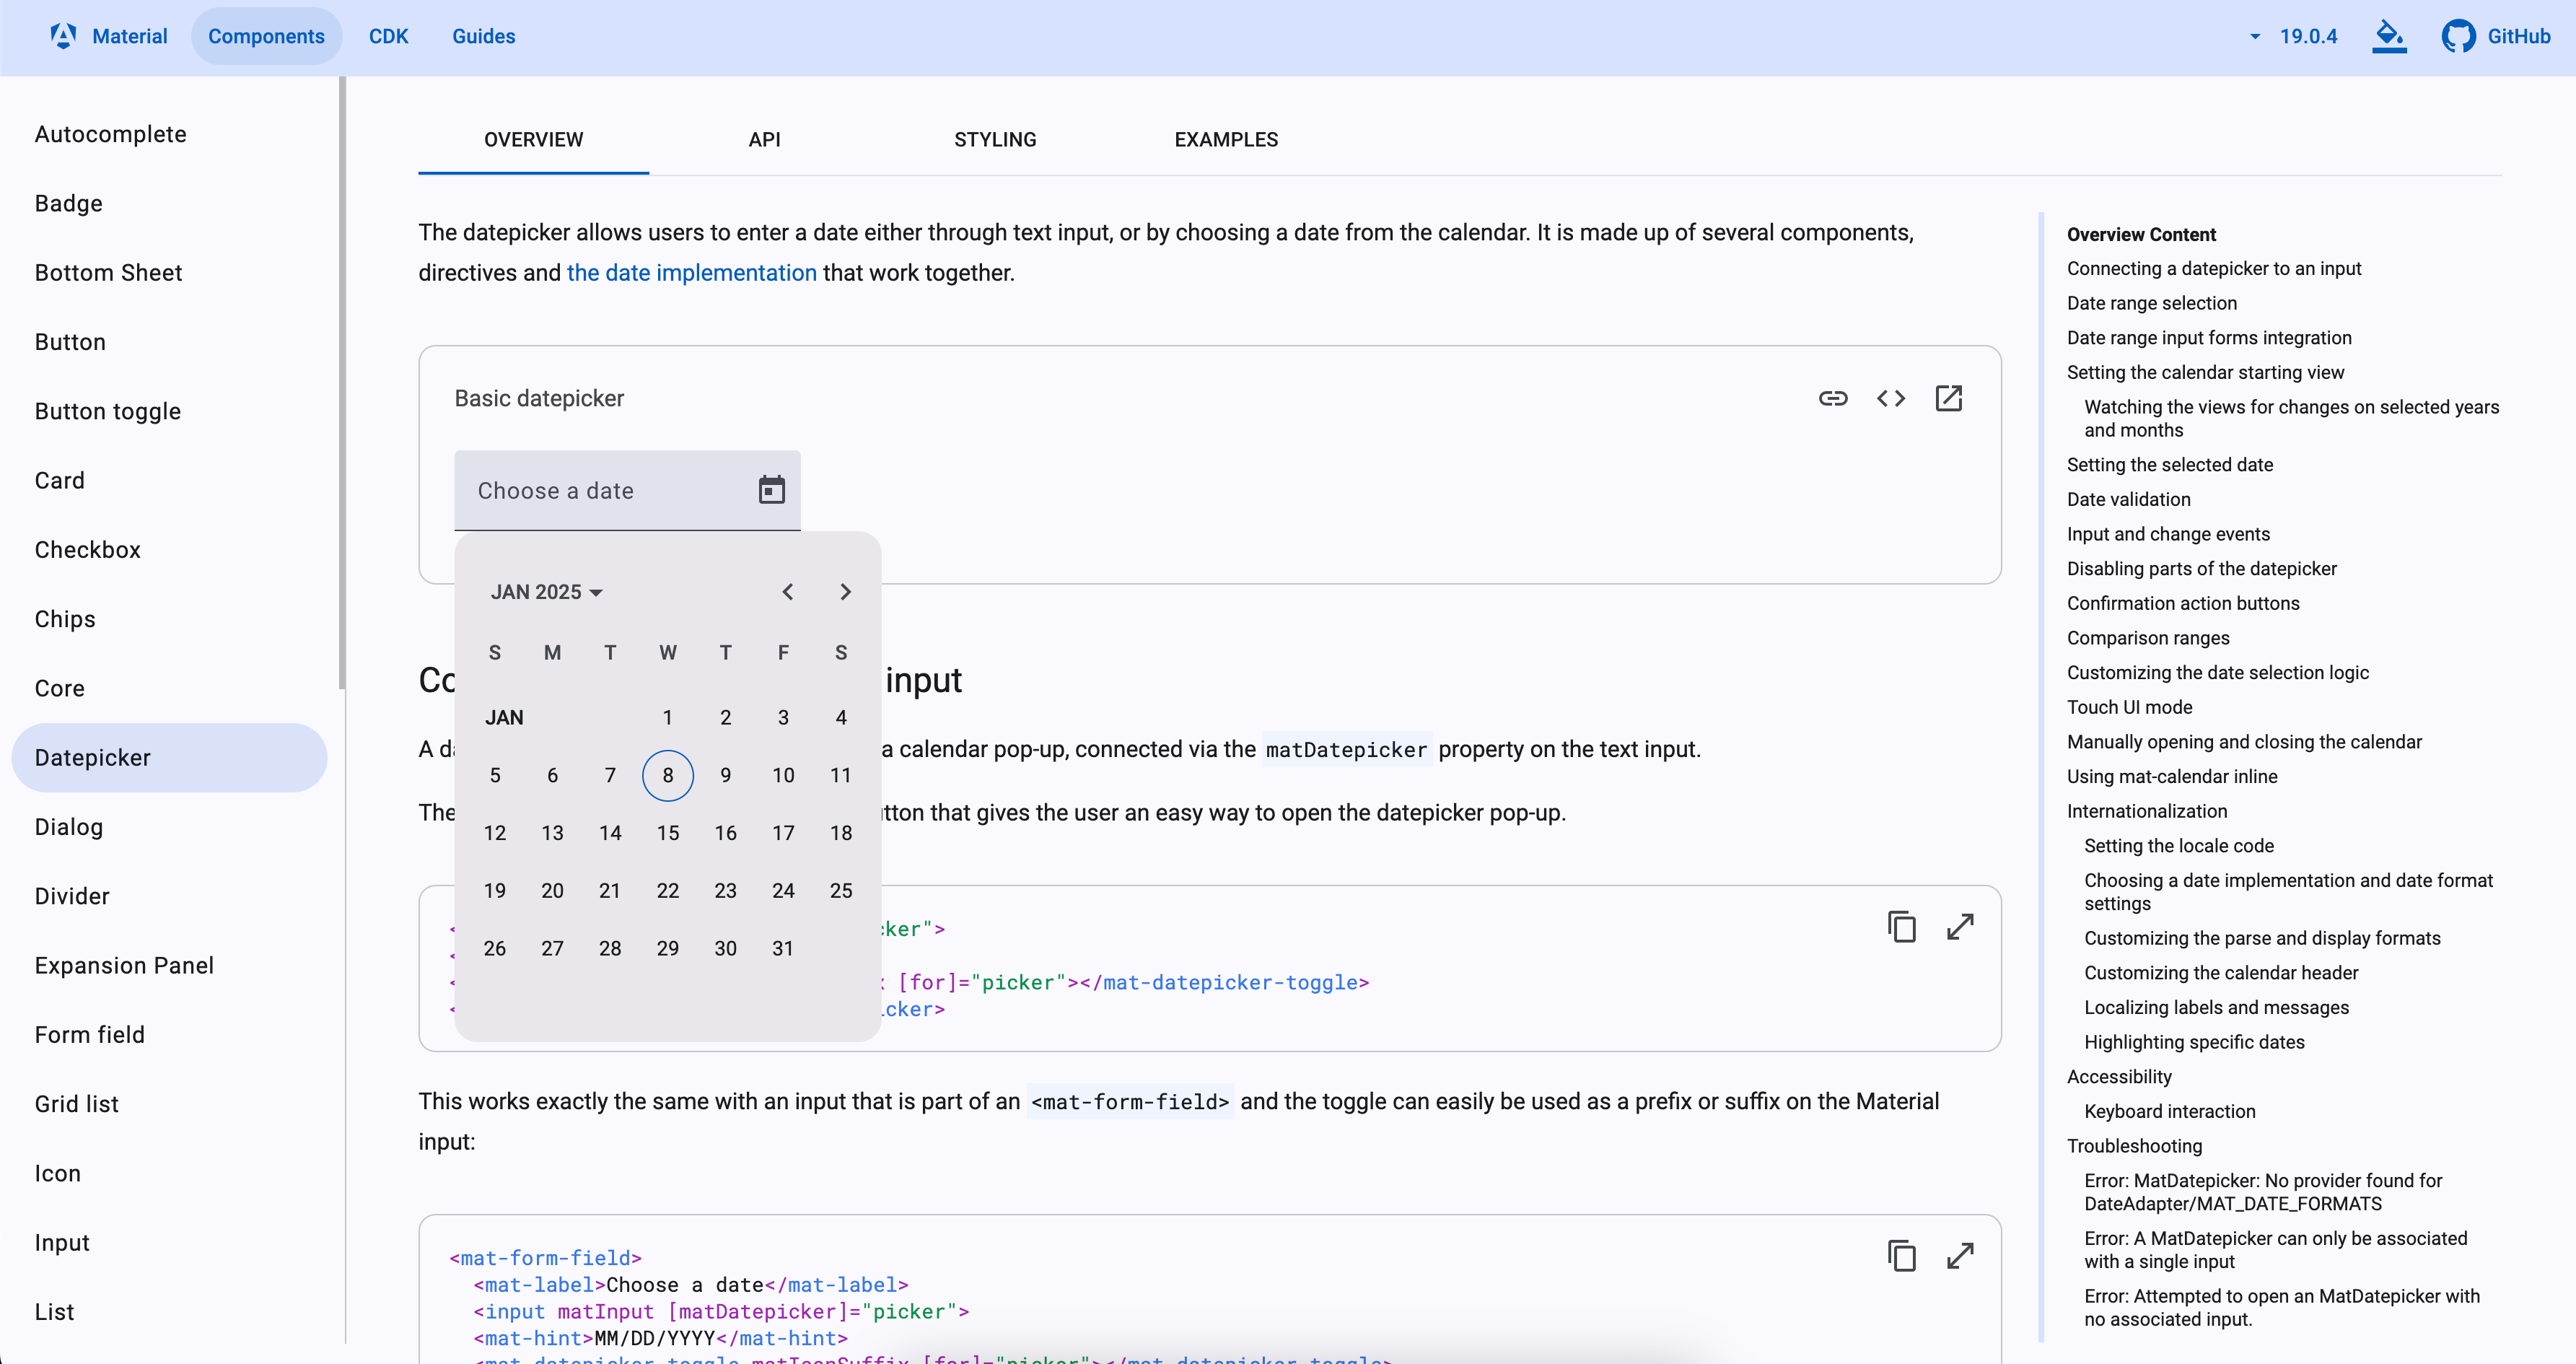 Material Components CDK Guides 19.0.4 GitHub
Autocomplete
Badge
Bottom Sheet
Button
Button toggle
Card
Checkbox
Chips
Core
Datepicker
Dialog
Divider
Expansion Panel
Form field
Grid list
Icon
Input
List
OVERVIEW API STYLING EXAMPLES
The datepicker allows users to enter a date either through text input, or by choosing a date from the calendar. It is made up of several components,
directives and the date implementation that work together.
Basic datepicker
Choose a date
JAN 2025
S M T W T F S
JAN 1 2 3 4
5 6 7 8 9 10 11
12 13 14 15 16 17 18
19 20 21 22 23 24 25
26 27 28 29 30 31
input
a calendar pop-up, connected via the matDatepicker property on the text input.
The
that gives the user an easy way to open the datepicker pop-up.
[for]="picker"></mat-datepicker-toggle>
This works exactly the same with an input that is part of an <mat-form-field> and the toggle can easily be used as a prefix or suffix on the Material
input:
<mat-form-field>
<mat-label>Choose a date</mat-label>
<input matInput [matDatepicker]="picker">
<mat-hint>MM/DD/YYYY</mat-hint>
<mat-datepicker-toggle matIconSuffix [for]="picker"></mat-datepicker-toggle>
Overview Content
Connecting a datepicker to an input
Date range selection
Date range input forms integration
Setting the calendar starting view
Watching the views for changes on selected years
and months
Setting the selected date
Date validation
Input and change events
Disabling parts of the datepicker
Confirmation action buttons
Comparison ranges
Customizing the date selection logic
Touch UI mode
Manually opening and closing the calendar
Using mat-calendar inline
Internationalization
Setting the locale code
Choosing a date implementation and date format
settings
Customizing the parse and display formats
Customizing the calendar header
Localizing labels and messages
Highlighting specific dates
Accessibility
Keyboard interaction
Troubleshooting
Error: MatDatepicker: No provider found for
DateAdapter/MAT_DATE_FORMATS
Error: A MatDatepicker can only be associated
with a single input
Error: Attempted to open an MatDatepicker with
no associated input.